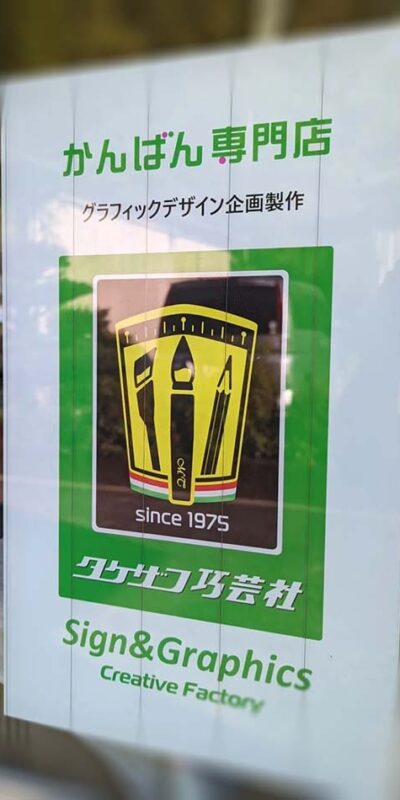 かんばん専門店
グラフィックデザイン企画製作
since 1975
タケザワ巧芸社
Sign&Graphics
Creative Factory